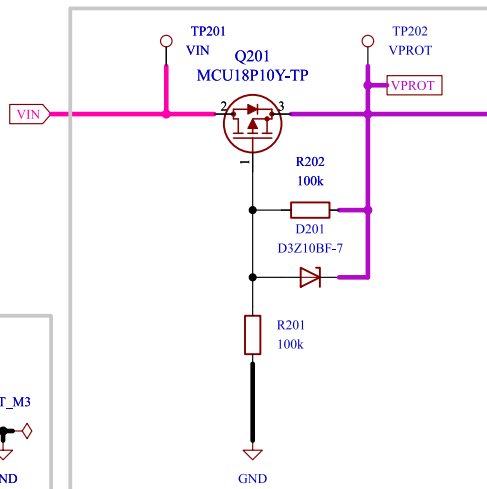 TP201
VIN
TP202
VPROT
Q201
MCU18P10Y-TP
VPROT
VIN
2
3
1
R202
100k
D201
D3Z10BF-7
R201
100k
T_M3
ND
GND